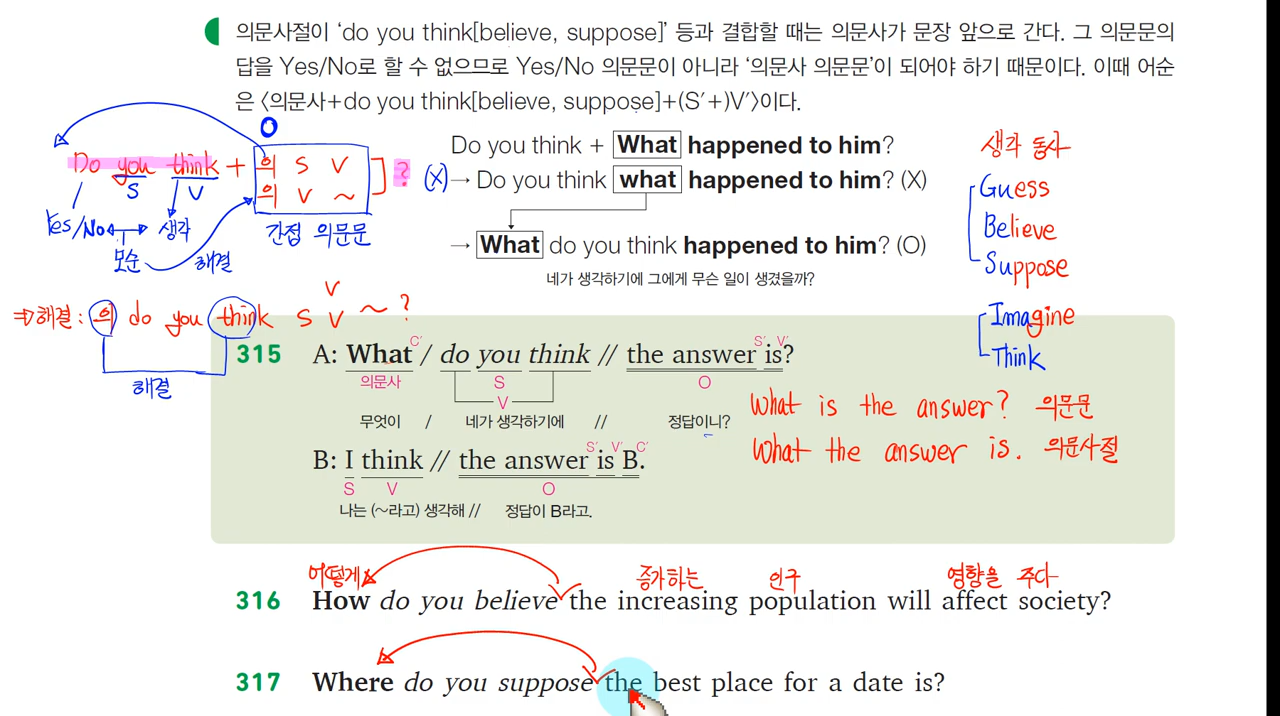 의문사절이 ‘do you think[believe, suppose]’ 등과 결합할 때는 의문사가 문장 앞으로 간다. 그 의문문의
답을 Yes/No로 할 수 없으므로 Yes/No 의문문이 아니라 ‘의문사 의문문’이 되어야 하기 때문이다. 이때 어순
은 〈의문사+do you think[believe, suppose]+(S′+)V′〉이다.
O
Do you think + 의 S V ] ?
의 V ~
S V
Yes/No 생각
모순 해결
간접 의문문
(X)
Do you think + What happened to him?
→ Do you think what happened to him? (X)
→ What do you think happened to him? (O)
네가 생각하기에 그에게 무슨 일이 생겼을까?
생각 동사
Guess
Believe
Suppose
Imagine
Think
V
⇒해결: 의 do you think S V ~ ?
해결
315 A: What / do you think // the answer is?
C′ S′ V′
의문사 S O
V
무엇이 / 네가 생각하기에 // 정답이니?
What is the answer? 의문문
What the answer is. 의문사절
B: I think // the answer is B.
S′ V′ C′
S V O
나는 (~라고) 생각해 // 정답이 B라고.
어떻게 증가하는 인구 영향을 주다
316 How do you believe the increasing population will affect society?
317 Where do you suppose the best place for a date is?